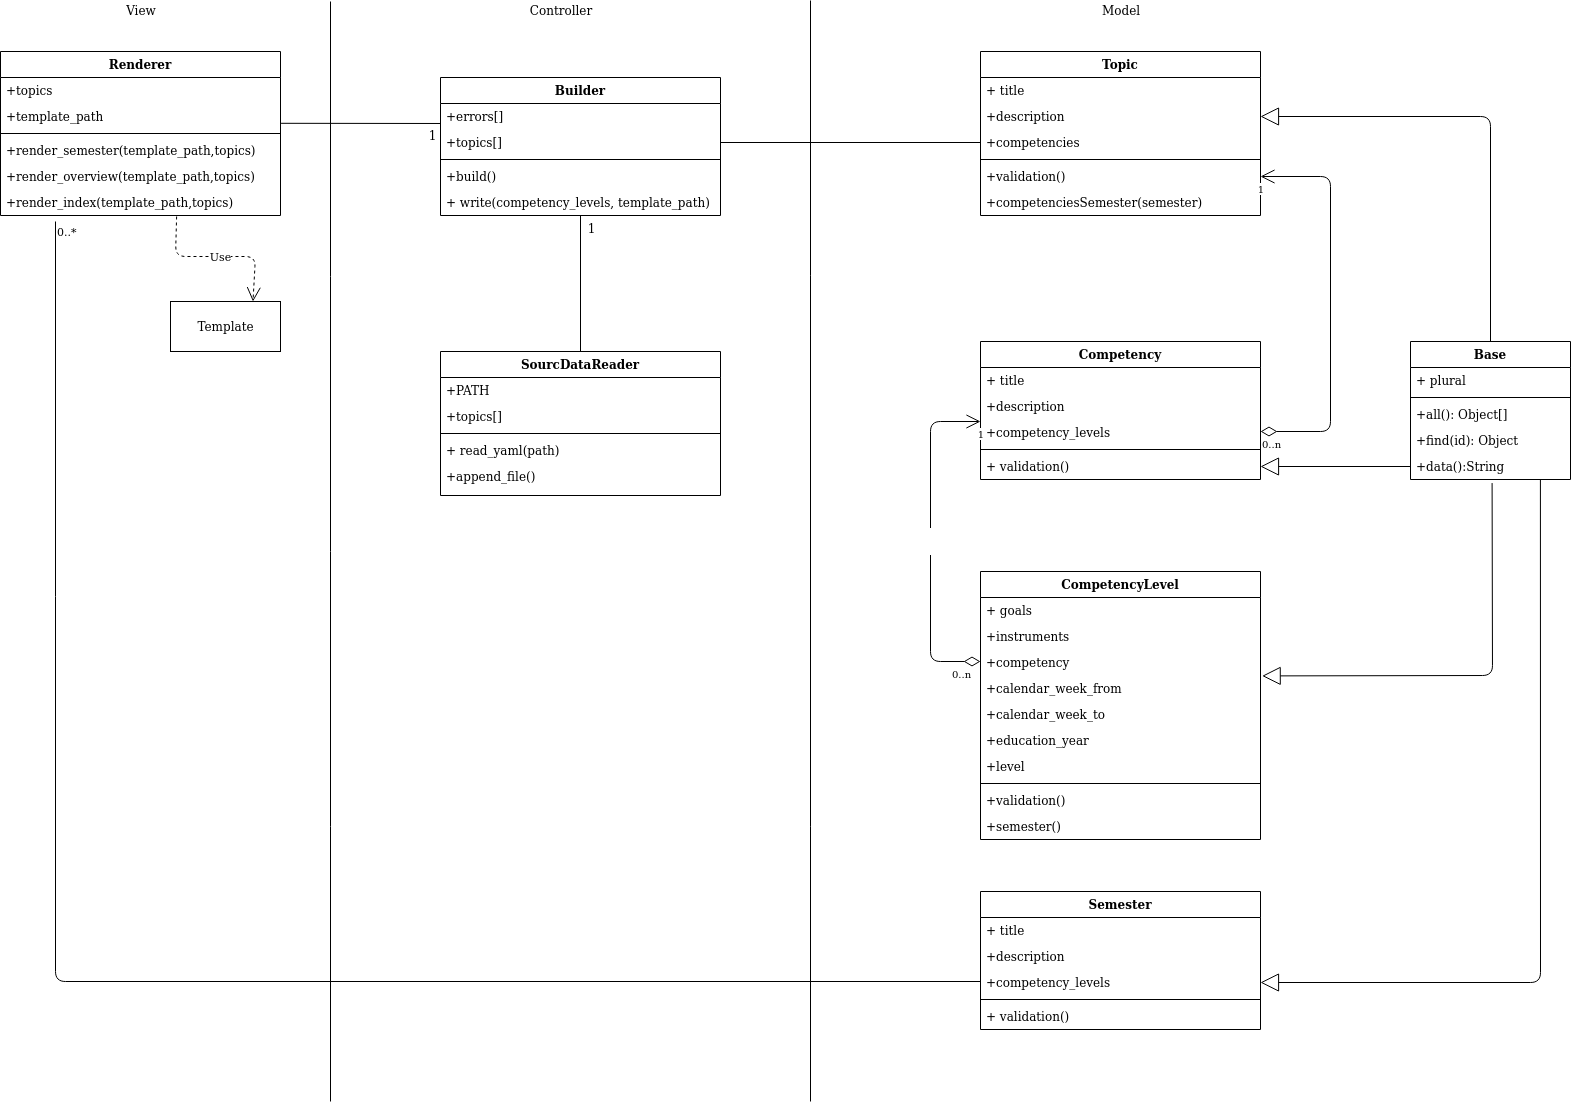 View
Controller
Model
Renderer
+topics
+template_path
+render_semester(template_path,topics)
+render_overview(template_path,topics)
+render_index(template_path,topics)
0..*
Use
Template
1
Builder
+errors[]
+topics[]
+build()
+ write(competency_levels, template_path)
1
SourcDataReader
+PATH
+topics[]
+ read_yaml(path)
+append_file()
Topic
+ title
+description
+competencies
+validation()
+competenciesSemester(semester)
1
Competency
+ title
+description
+competency_levels
+ validation()
1
0..n
Base
+ plural
+all(): Object[]
+find(id): Object
+data():String
CompetencyLevel
+ goals
+instruments
+competency
+calendar_week_from
+calendar_week_to
+education_year
+level
+validation()
+semester()
0..n
Semester
+ title
+description
+competency_levels
+ validation()